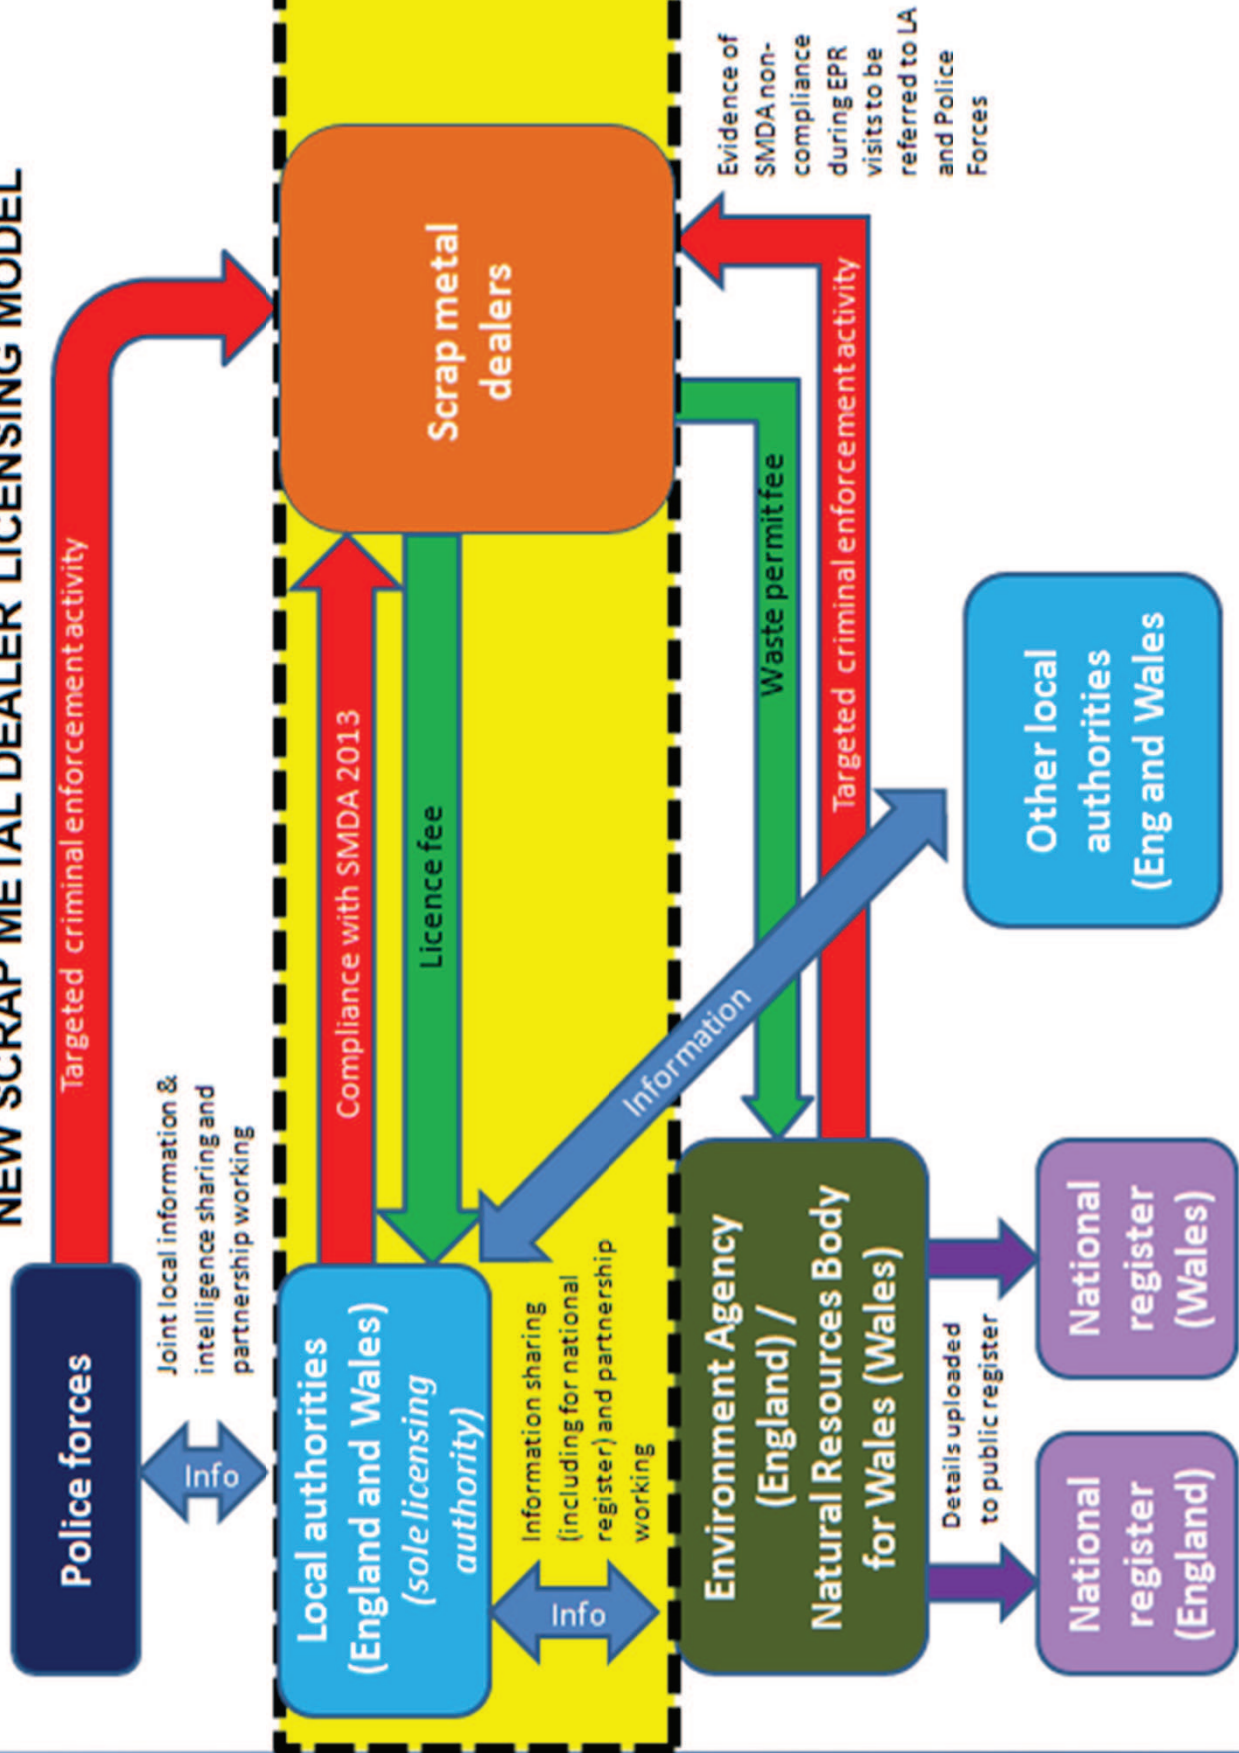 NEW SCRAP METAL DEALER LICENSING MODEL
Police forces
Targeted criminal enforcement activity
Info
Joint local information &
intelligence sharing and
partnership working
Local authorities
(England and Wales)
(sole licensing
authority)
Compliance with SMDA 2013
Licence fee
Scrap metal
dealers
Info
Information sharing
(including for national
register) and partnership
working
Information
Environment Agency
(England) /
Natural Resources Body
for Wales (Wales)
Waste permit fee
Targeted criminal enforcement activity
Evidence of
SMDA non-
compliance
during EPR
visits to be
referred to LA
and Police
Forces
Details uploaded
to public register
National
register
(England)
National
register
(Wales)
Other local
authorities
(Eng and Wales